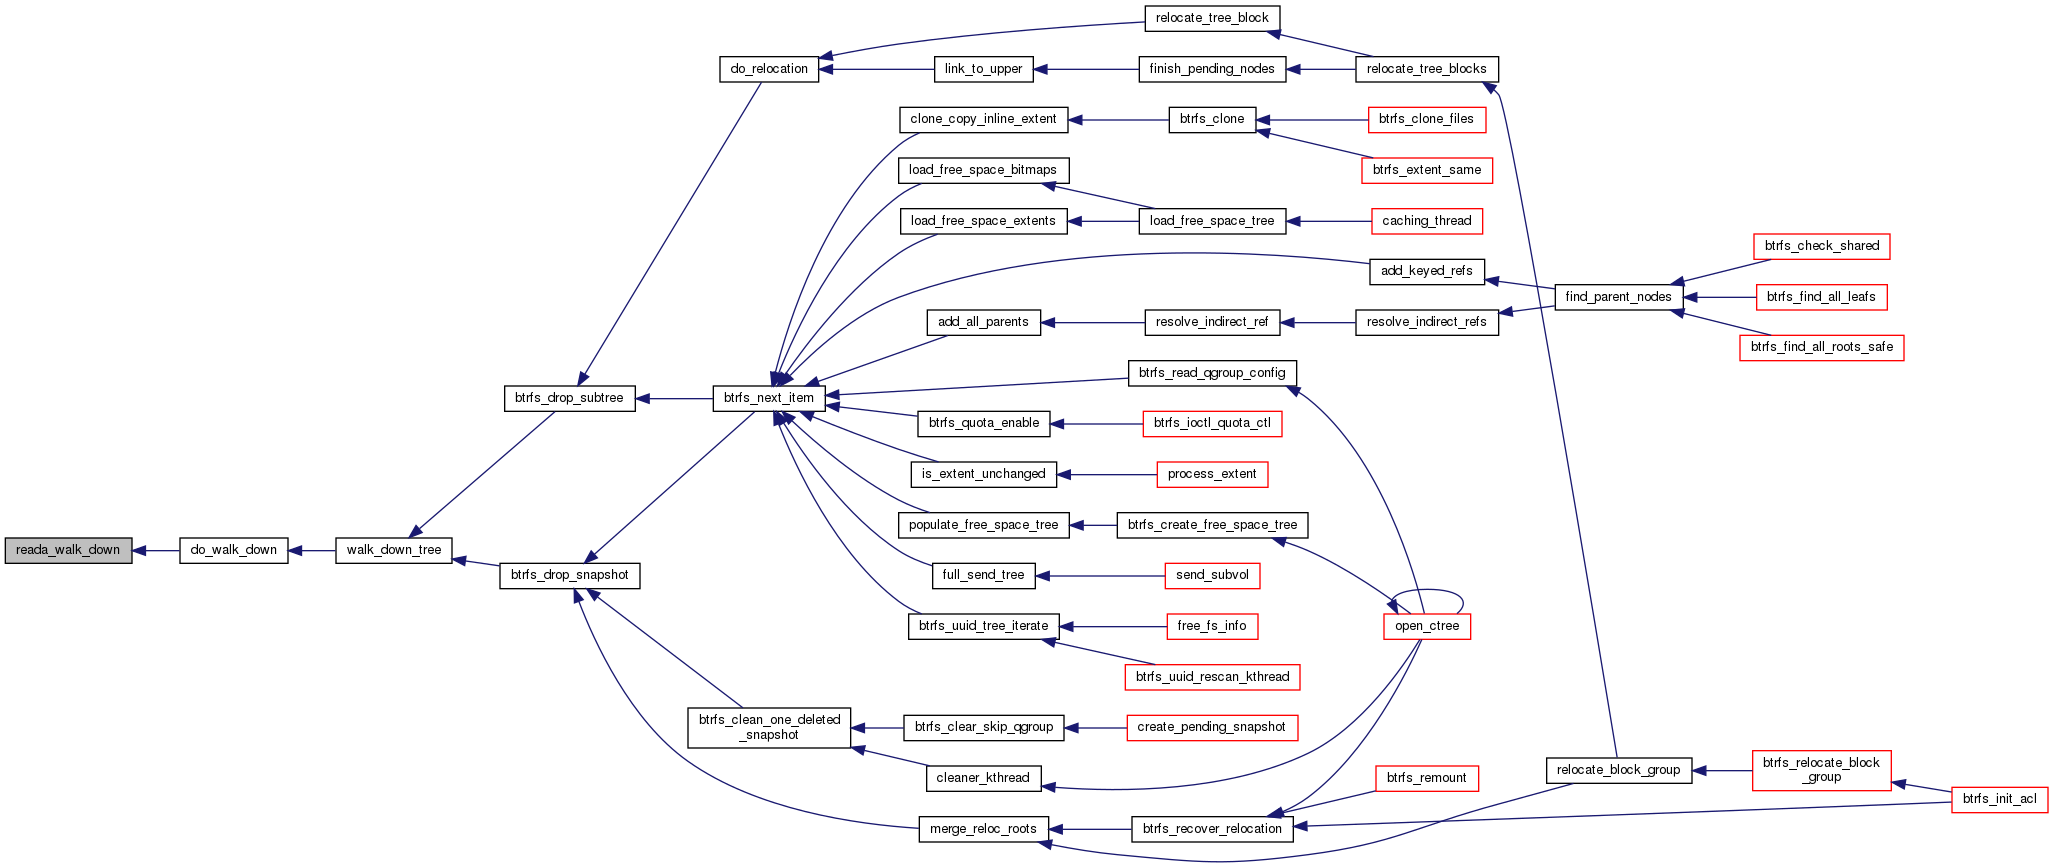 relocate_tree_block
do_relocation
link_to_upper
finish_pending_nodes
relocate_tree_blocks
clone_copy_inline_extent
btrfs_clone
btrfs_clone_files
load_free_space_bitmaps
btrfs_extent_same
load_free_space_extents
load_free_space_tree
caching_thread
btrfs_check_shared
add_keyed_refs
find_parent_nodes
btrfs_find_all_leafs
add_all_parents
resolve_indirect_ref
resolve_indirect_refs
btrfs_find_all_roots_safe
btrfs_read_qgroup_config
btrfs_drop_subtree
btrfs_next_item
btrfs_quota_enable
btrfs_ioctl_quota_ctl
is_extent_unchanged
process_extent
populate_free_space_tree
btrfs_create_free_space_tree
reada_walk_down
do_walk_down
walk_down_tree
btrfs_drop_snapshot
full_send_tree
send_subvol
btrfs_uuid_tree_iterate
free_fs_info
open_ctree
btrfs_uuid_rescan_kthread
btrfs_clean_one_deleted
_snapshot
btrfs_clear_skip_qgroup
create_pending_snapshot
cleaner_kthread
btrfs_remount
relocate_block_group
btrfs_relocate_block
_group
btrfs_init_acl
merge_reloc_roots
btrfs_recover_relocation